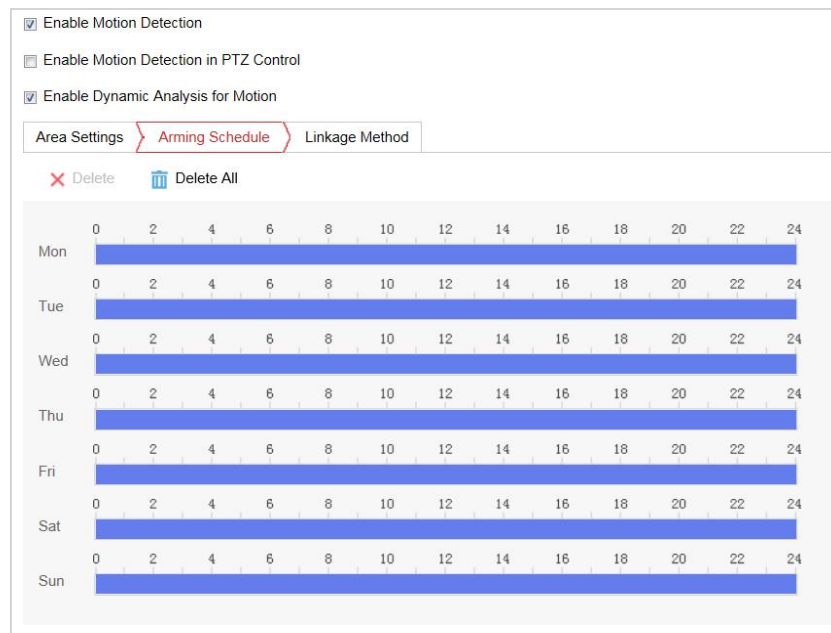 Enable Motion Detection
Enable Motion Detection in PTZ Control
Enable Dynamic Analysis for Motion
Area Settings Arming Schedule Linkage Method
Delete Delete All
0 2 4 6 8 10 12 14 16 18 20 22 24
Mon
0 2 4 6 8 10 12 14 16 18 20 22 24
Tue
0 2 4 6 8 10 12 14 16 18 20 22 24
Wed
0 2 4 6 8 10 12 14 16 18 20 22 24
Thu
0 2 4 6 8 10 12 14 16 18 20 22 24
Fri
0 2 4 6 8 10 12 14 16 18 20 22 24
Sat
0 2 4 6 8 10 12 14 16 18 20 22 24
Sun